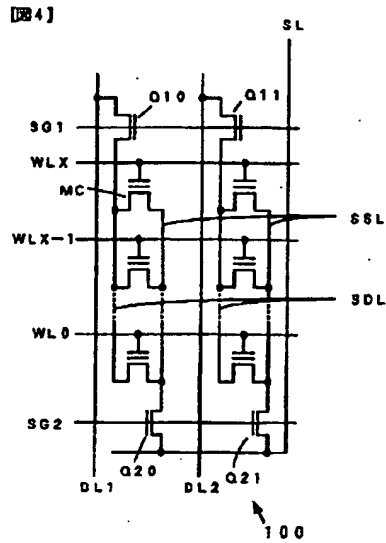 【図4】
SL
Q10
Q11
SG1
WLX
MC
SSL
WLX-1
SDL
WL0
SG2
Q20
Q21
DL1
DL2
100